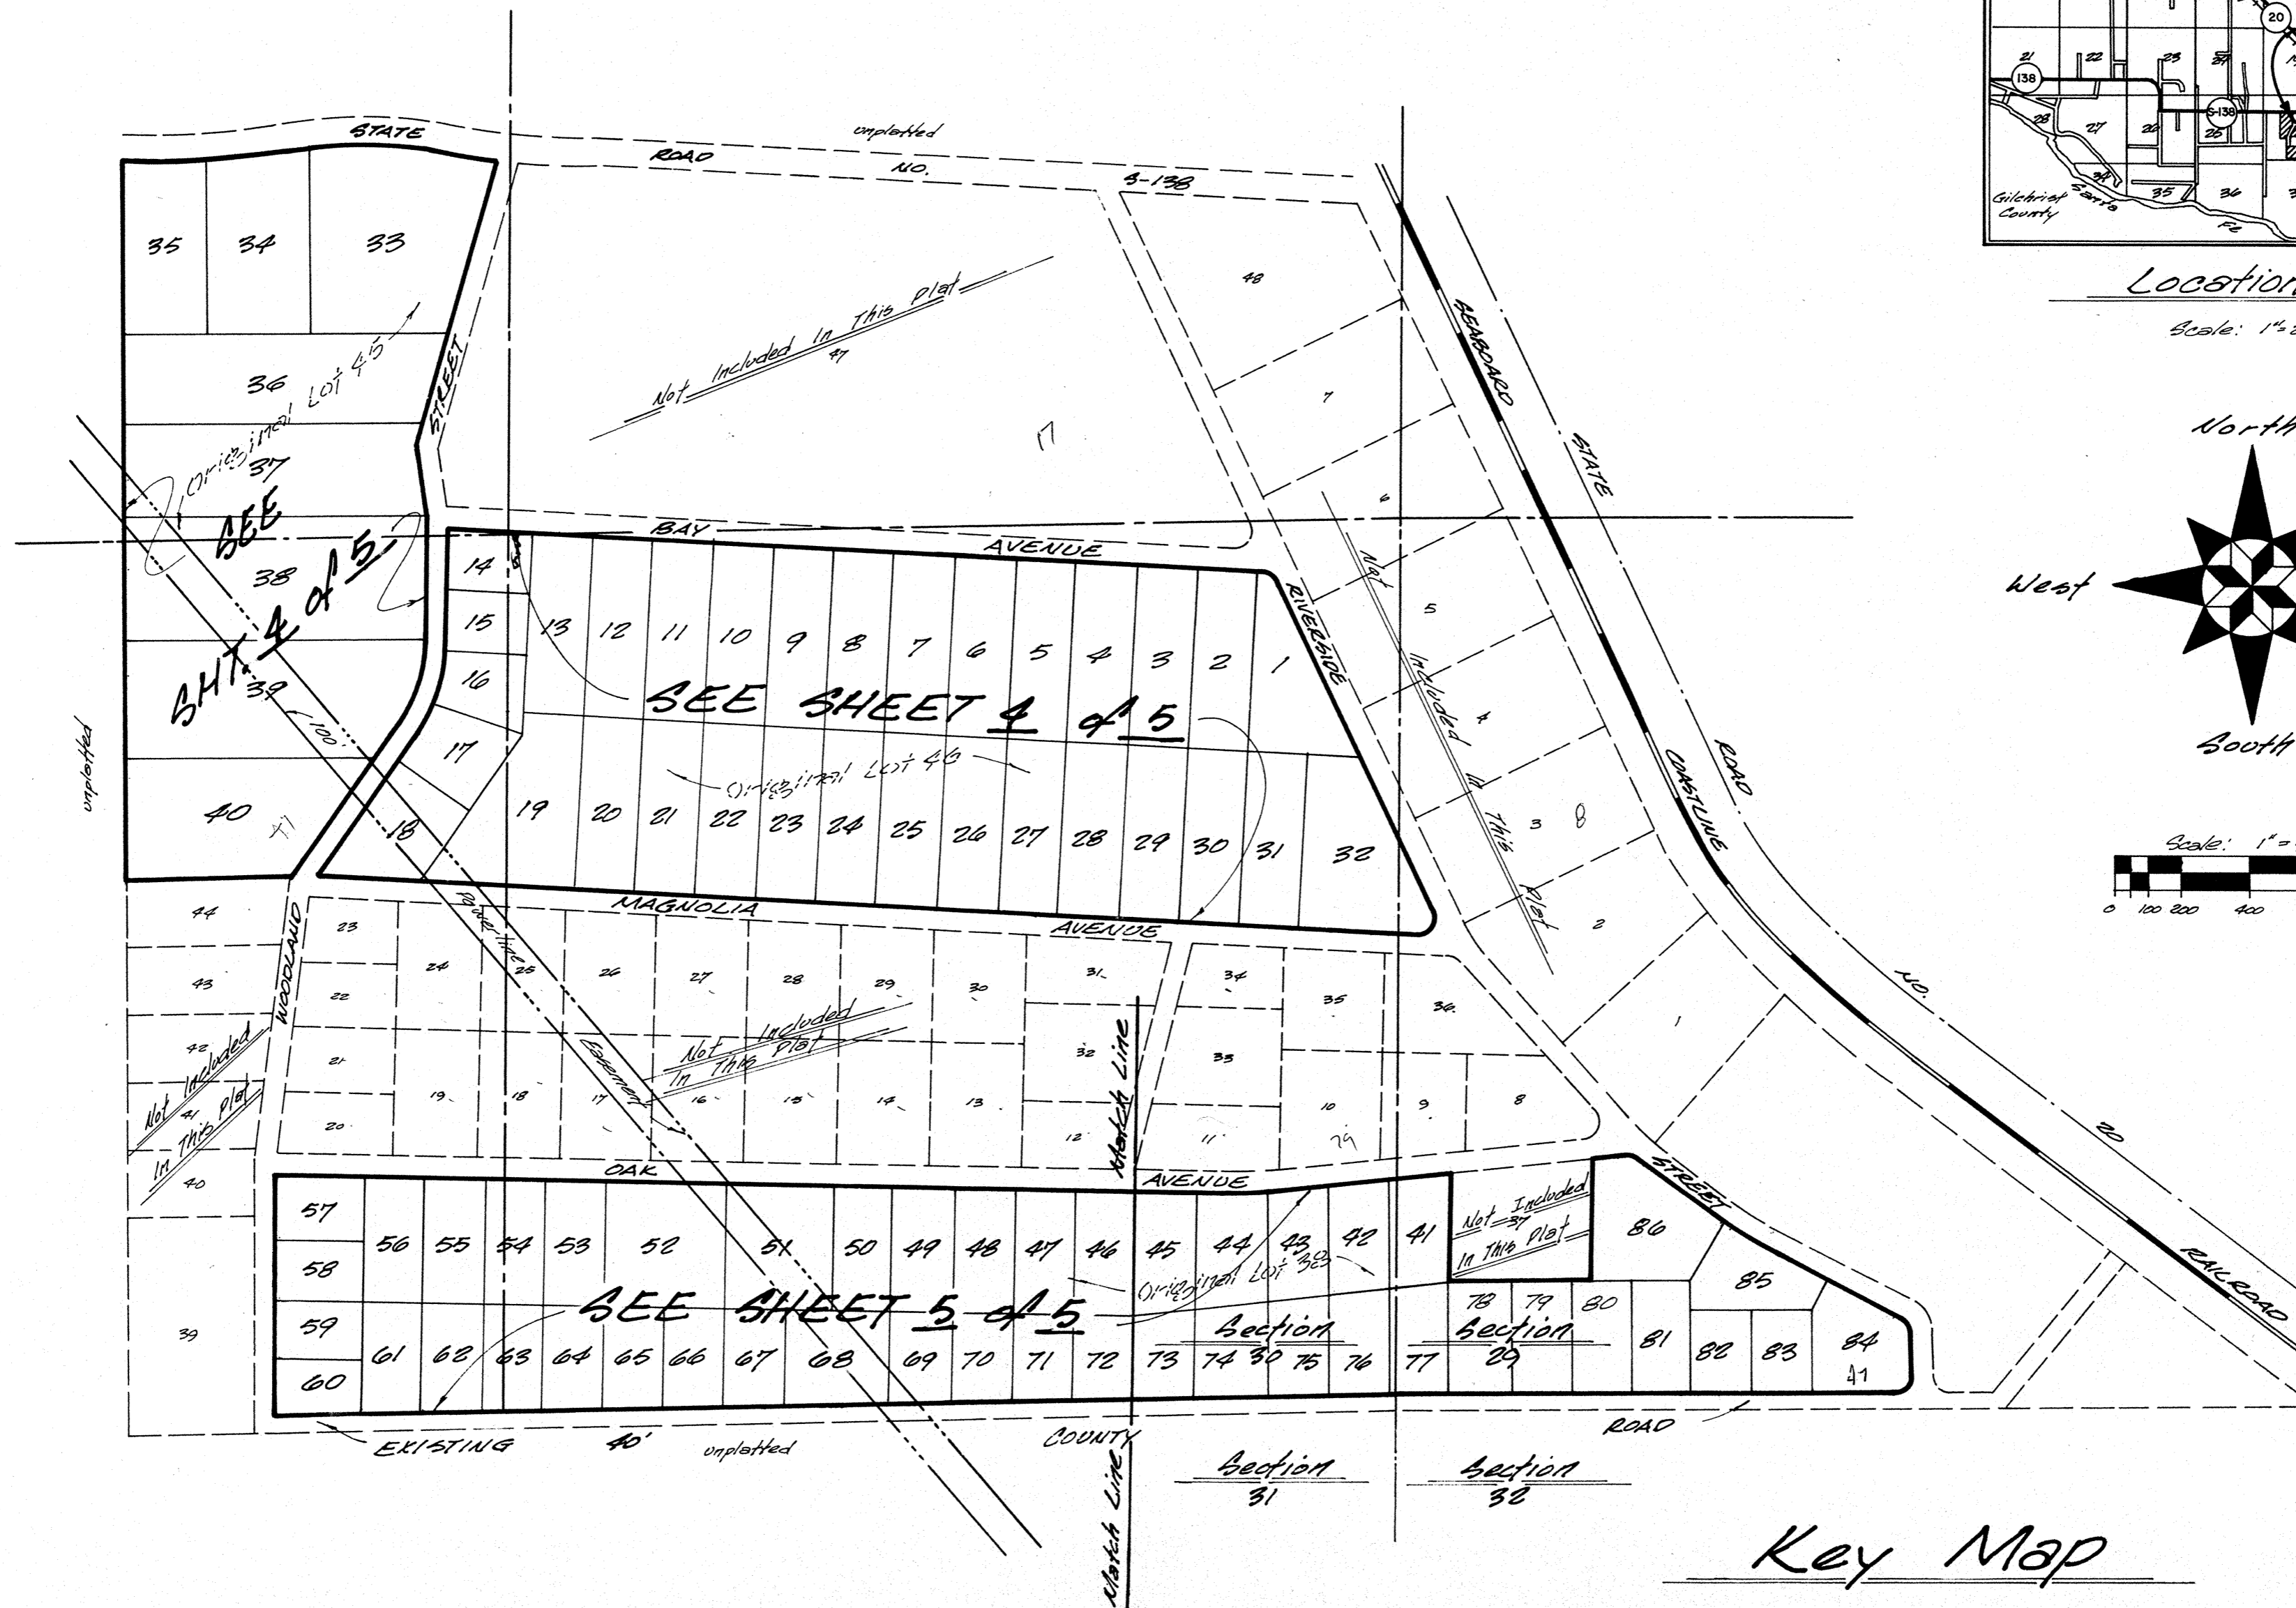 20
21
22
23
24
138
S-138
28
27
26
25
34
35
36
Gilchrist
County
Santa
Fe
Location
Scale: 1"=
North
West
South
Scale: 1"=
0 100 200 400
STATE
ROAD
NO.
S-138
unplatted
35 34 33
48
Not Included In This Plat
47
17
SEABOARD
STATE
36
Original Lot 45
STREET
7
37
6
SEE
SHT. 4 of 5
38
39
100'
40
unplatted
BAY
AVENUE
14
15
16
17
18
13 12 11 10 9 8 7 6 5 4 3 2 1
RIVERSIDE
SEE SHEET 4 of 5
Original Lot 46
19 20 21 22 23 24 25 26 27 28 29 30 31 32
5
4
3 8
2
1
Not Included In This Plat
COASTLINE
ROAD
NO.
20
RAILROAD
MAGNOLIA
AVENUE
WOODLAND
44
43
42
41
40
39
Not Included
In This Plat
23
22
21
20
24 25 26 27 28 29 30 31 34 35 36
Powerline
Easement
Not Included
In This Plat
32 33
19 18 17 16 15 14 13 12 11 10 9 8
79
Match Line
OAK
AVENUE
STREET
57
58
59
60
56 55 54 53 52 51 50 49 48 47 46 45 44 43 42 41
Not Included
37
In This Plat
86
85
Original Lot 38
SEE SHEET 5 of 5
Section
30
Section
29
78 79 80
81 82 83 84
41
61 62 63 64 65 66 67 68 69 70 71 72 73 74 75 76 77
EXISTING 40' COUNTY ROAD
unplatted
Match Line
Section
31
Section
32
Key Map